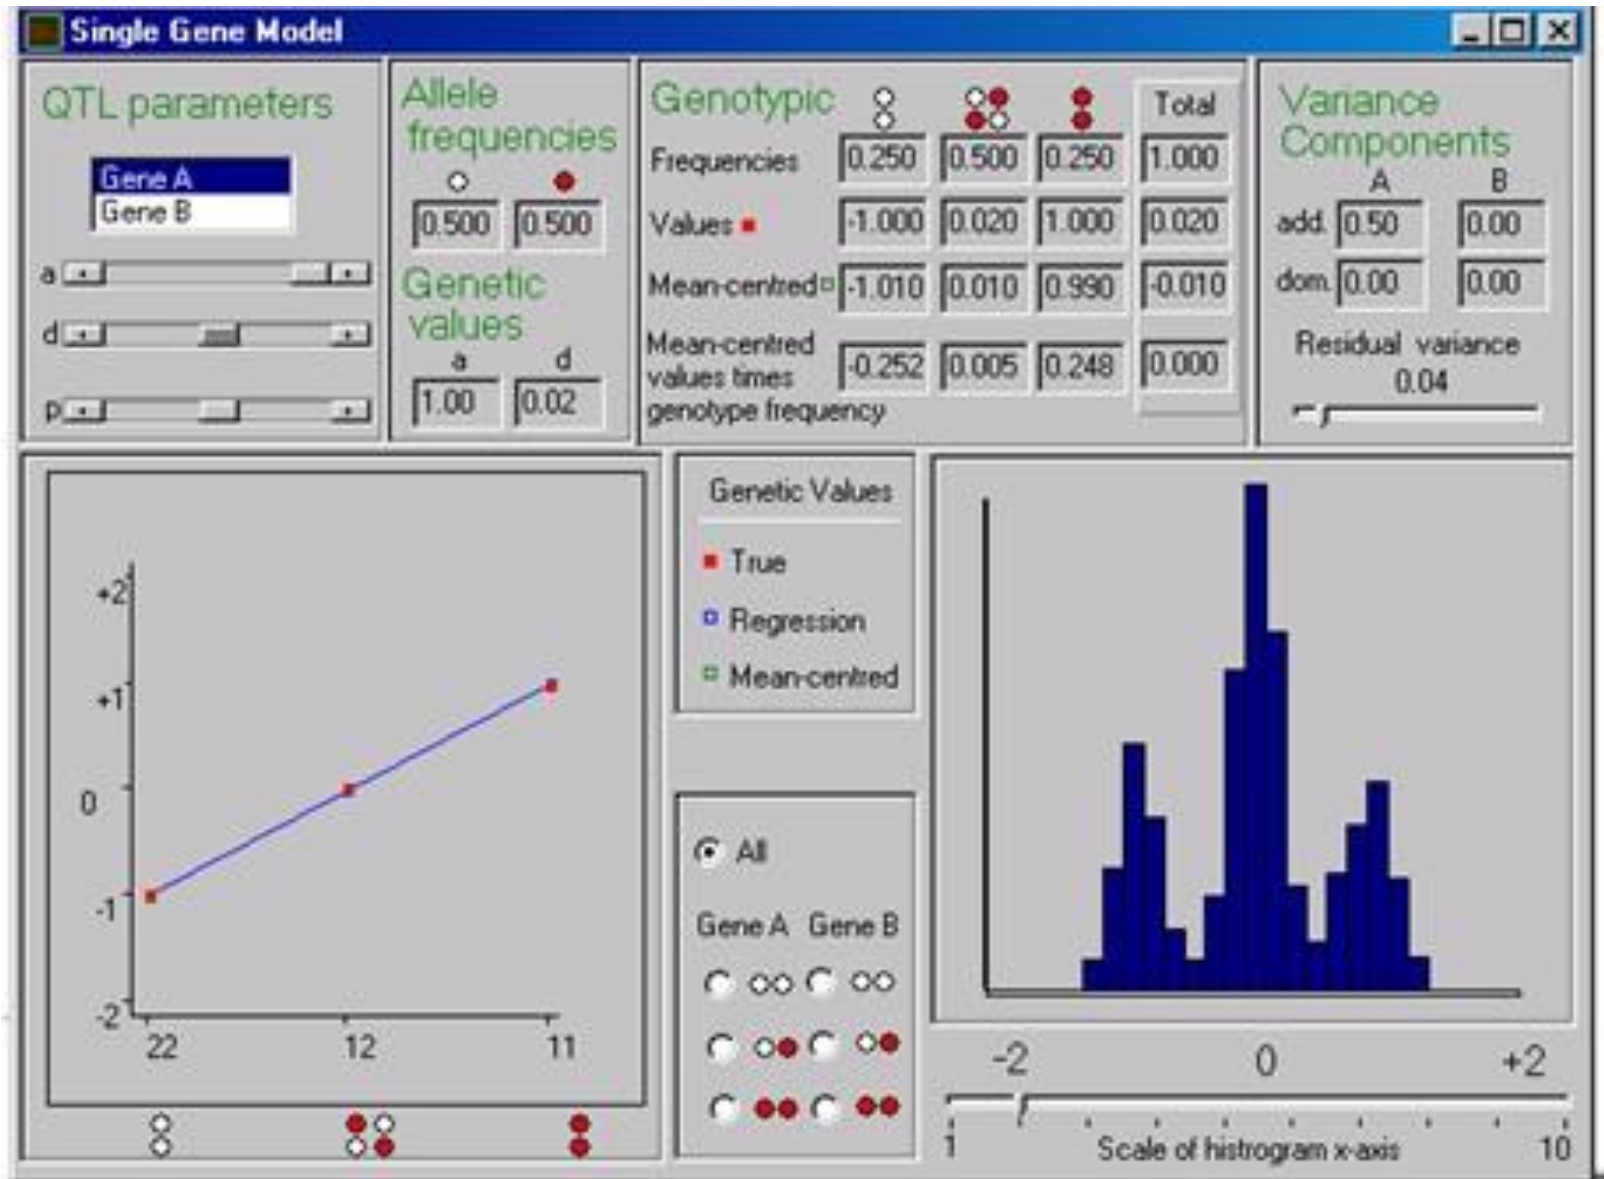 Single Gene Model
QTL parameters
Gene A
Gene B
a
d
p
Allele
frequencies
0.500 0.500
Genetic
values
a d
1.00 0.02
Genotypic Total
Frequencies 0.250 0.500 0.250 1.000
Values -1.000 0.020 1.000 0.020
Mean-centred -1.010 0.010 0.990 -0.010
Mean-centred
values times
genotype frequency
-0.252 0.005 0.248 0.000
Variance
Components
A B
add. 0.50 0.00
dom. 0.00 0.00
Residual variance
0.04
+2
+1
0
-1
-2
22 12 11
Genetic Values
True
Regression
Mean-centred
All
Gene A Gene B
-2 0 +2
1 Scale of histrogram x-axis 10